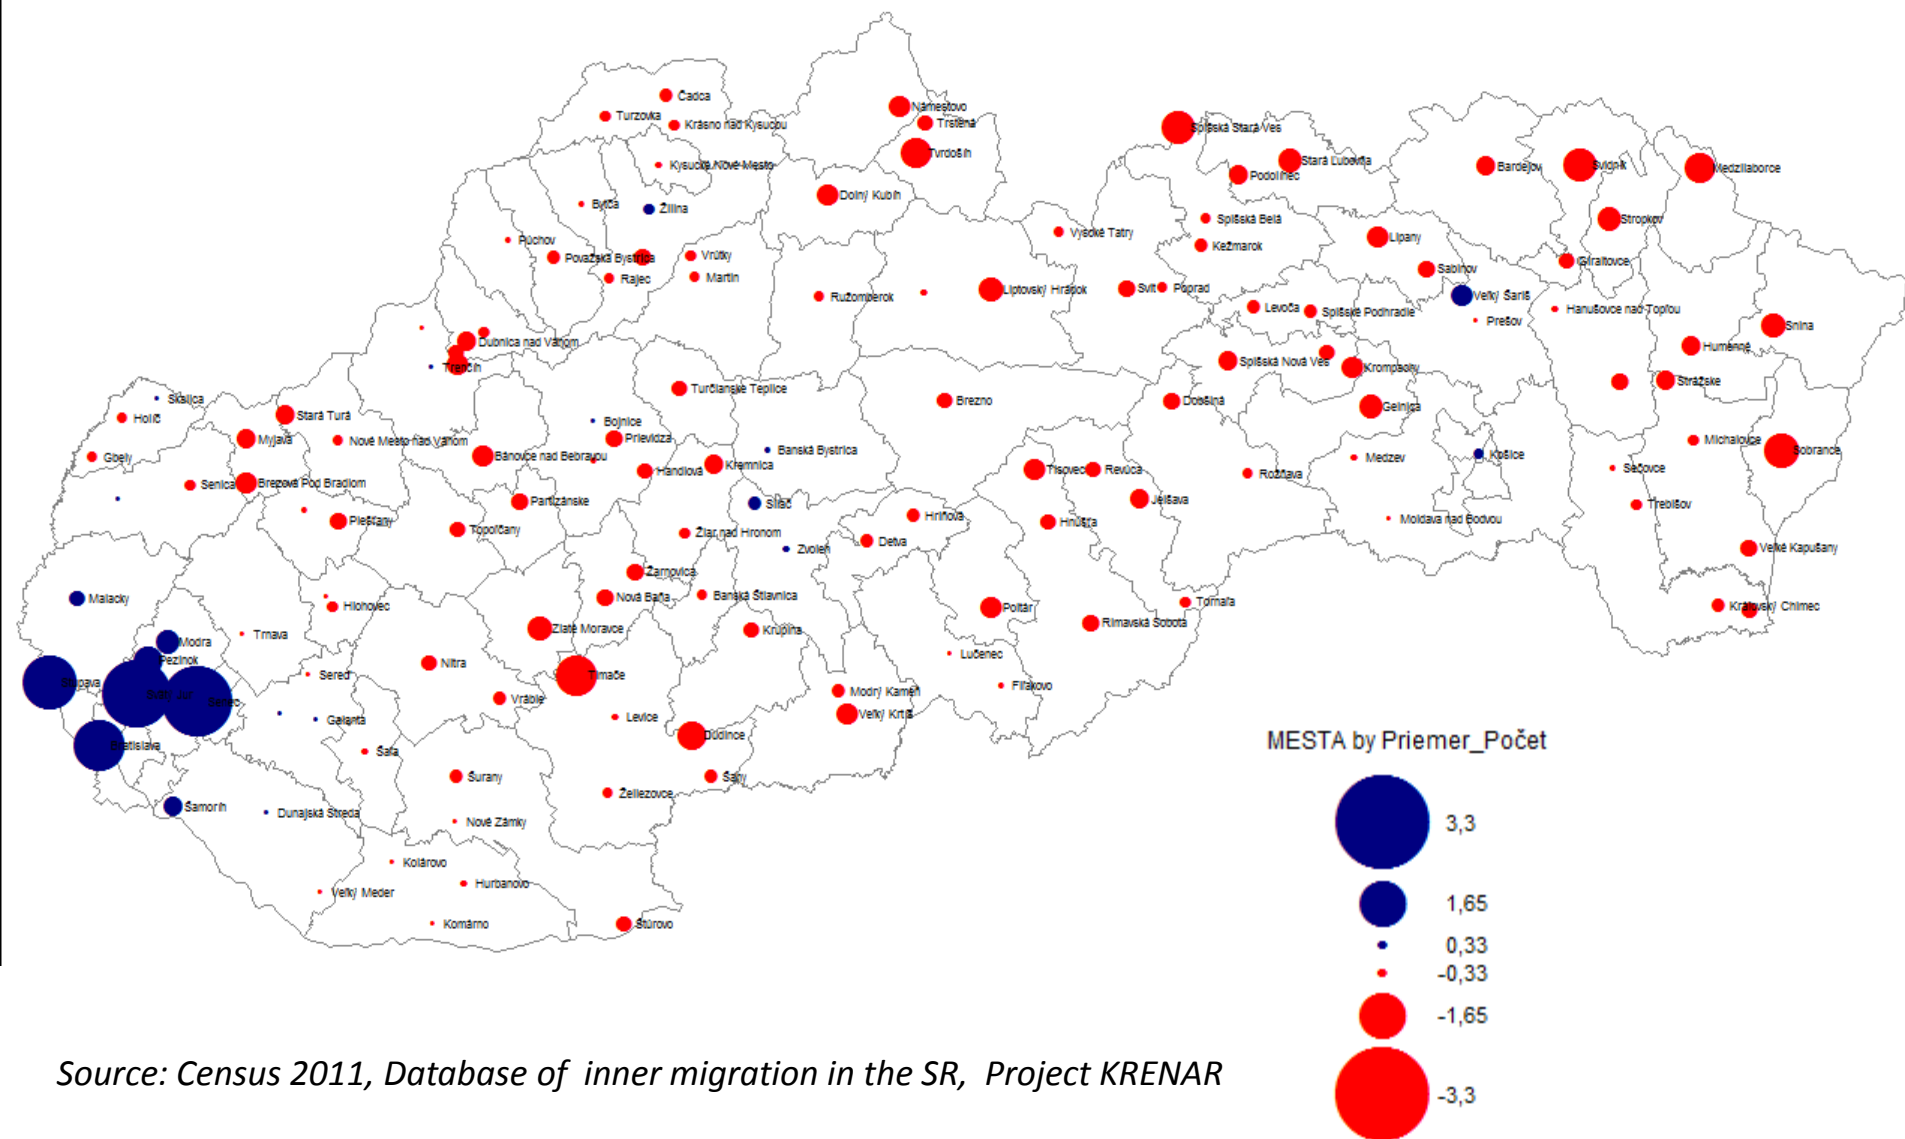 Čadca
Námestovo
Turzovka
Trstená
Krásno nad Kysucou
Spišská Stará Ves
Tvrdošín
Stará Ľubovňa
Kysucké Nové Mesto
Bardejov
Svidník
Medzilaborce
Podolínec
Dolný Kubín
Bytča
Žilina
Spišská Belá
Stropkov
Vysoké Tatry
Lipany
Púchov
Kežmarok
Považská Bystrica
Vrútky
Giraltovce
Sabinov
Rajec
Martin
Liptovský Hrádok
Svit
Poprad
Ružomberok
Veľký Šariš
Levoča
Spišské Podhradie
Hanušovce nad Topľou
Prešov
Snina
Dubnica nad Váhom
Humenné
Trenčín
Spišská Nová Ves
Krompachy
Strážske
Turčianske Teplice
Skalica
Brezno
Dobšiná
Gelnica
Holíč
Stará Turá
Bojnice
Myjava
Nové Mesto nad Váhom
Prievidza
Michalovce
Banská Bystrica
Sobrance
Gbely
Bánovce nad Bebravou
Košice
Medzev
Handlová
Kremnica
Tisovec
Revúca
Rožňava
Sečovce
Senica
Brezová Pod Bradlom
Partizánske
Sliač
Jelšava
Trebišov
Piešťany
Hriňová
Hnúšťa
Moldava nad Bodvou
Topoľčany
Žiar nad Hronom
Detva
Zvolen
Veľké Kapušany
Žarnovica
Malacky
Nová Baňa
Banská Štiavnica
Hlohovec
Poltár
Tornaľa
Kráľovský Chlmec
Zlaté Moravce
Krupina
Rimavská Sobota
Trnava
Modra
Lučenec
Pezinok
Nitra
Sereď
Tlmače
Stupava
Fiľakovo
Svätý Jur
Senec
Vráble
Modrý Kameň
Levice
Veľký Krtíš
Galanta
Dudince
Bratislava
Šaľa
Šurany
Šahy
Želiezovce
Šamorín
Dunajská Streda
Nové Zámky
Kolárovo
Hurbanovo
Veľký Meder
Komárno
Štúrovo
MESTA by Priemer_Počet
3,3
1,65
0,33
-0,33
-1,65
-3,3
Source: Census 2011, Database of inner migration in the SR, Project KRENAR